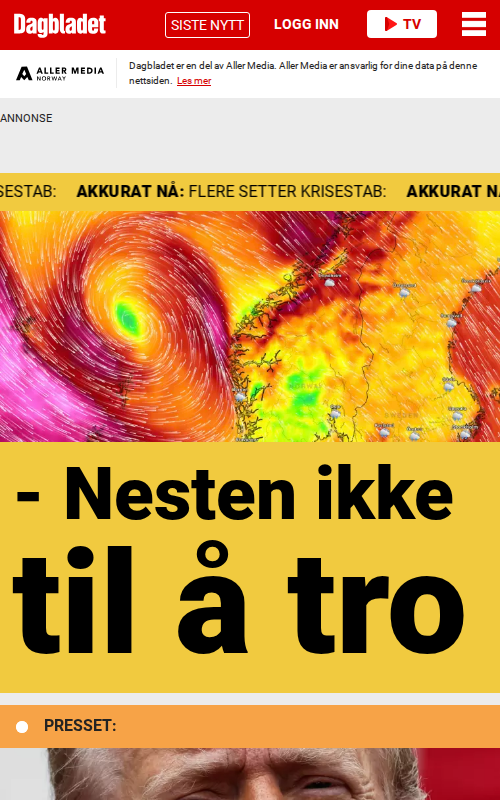 Dagbladet
SISTE NYTT
LOGG INN
TV
ALLER MEDIA
NORWAY
Dagbladet er en del av Aller Media. Aller Media er ansvarlig for dine data på denne
nettsiden. Les mer
ANNONSE
SESTAB: AKKURAT NÅ: FLERE SETTER KRISESTAB: AKKURAT N
- Nesten ikke
til å tro
PRESSET: